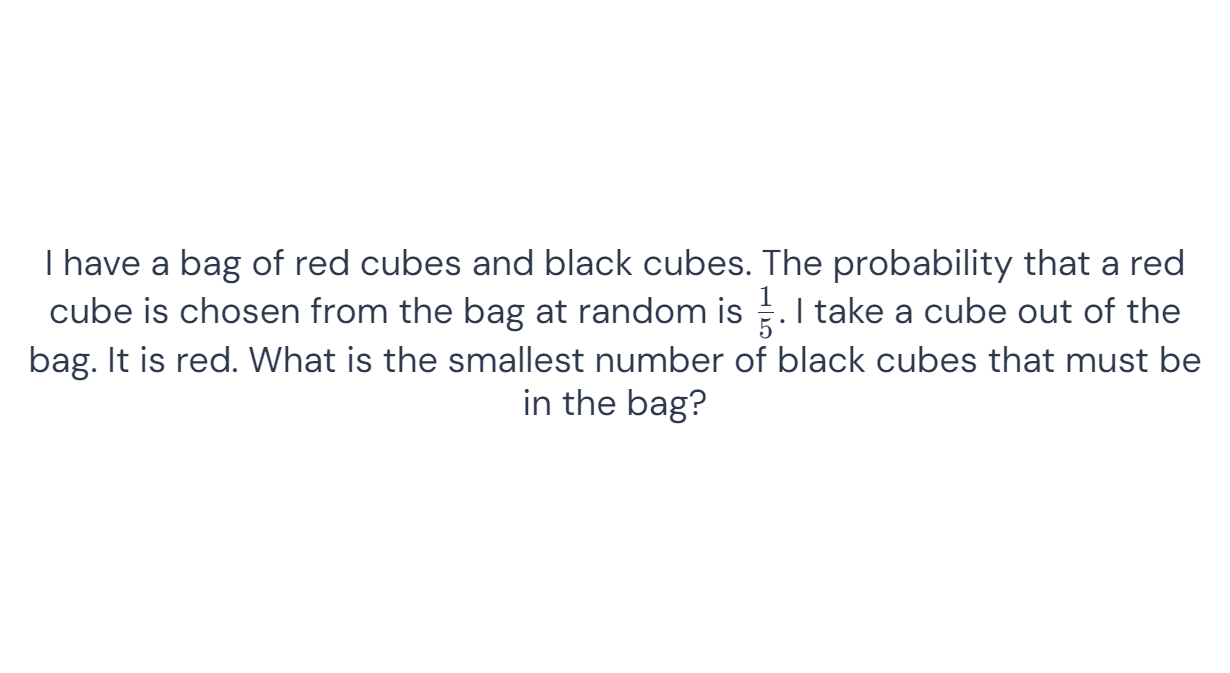 I have a bag of red cubes and black cubes. The probability that a red
cube is chosen from the bag at random is 1/5. I take a cube out of the
bag. It is red. What is the smallest number of black cubes that must be
in the bag?